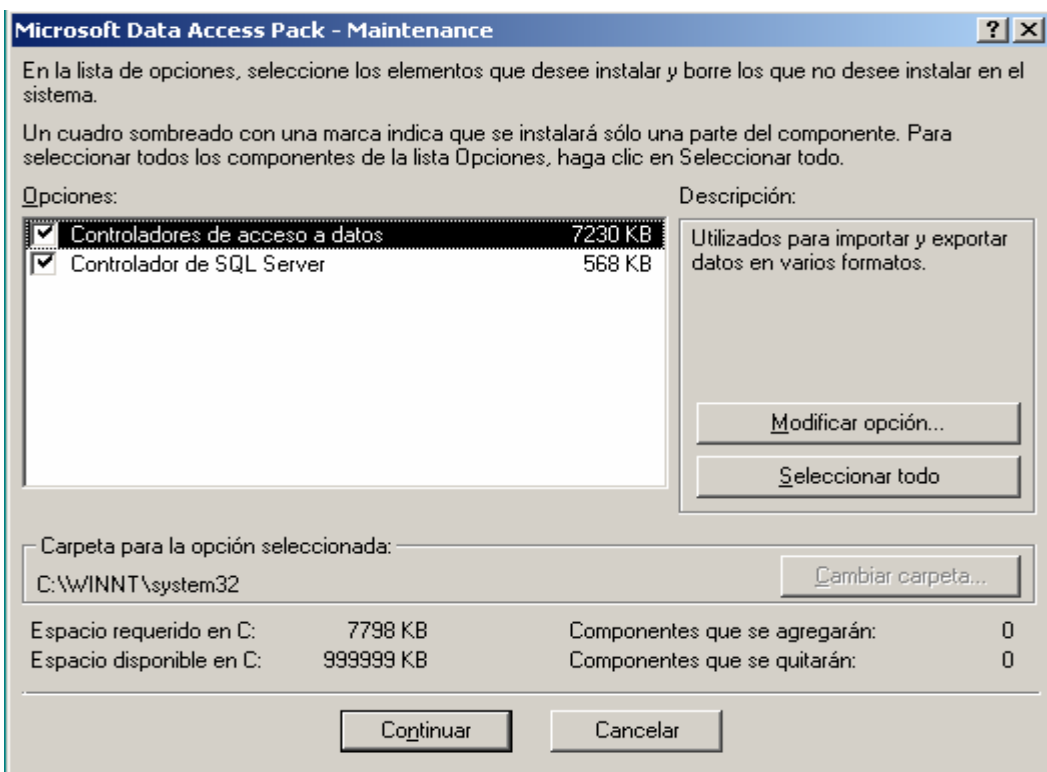 Microsoft Data Access Pack - Maintenance
En la lista de opciones, seleccione los elementos que desee instalar y borre los que no desee instalar en el
sistema.
Un cuadro sombreado con una marca indica que se instalará sólo una parte del componente. Para
seleccionar todos los componentes de la lista Opciones, haga clic en Seleccionar todo.
Opciones:
Descripción:
Controladores de acceso a datos 7230 KB
Controlador de SQL Server 568 KB
Utilizados para importar y exportar
datos en varios formatos.
Modificar opción...
Seleccionar todo
Carpeta para la opción seleccionada:
C:\WINNT\system32
Cambiar carpeta...
Espacio requerido en C: 7798 KB
Componentes que se agregarán: 0
Espacio disponible en C: 999999 KB
Componentes que se quitarán: 0
Continuar
Cancelar